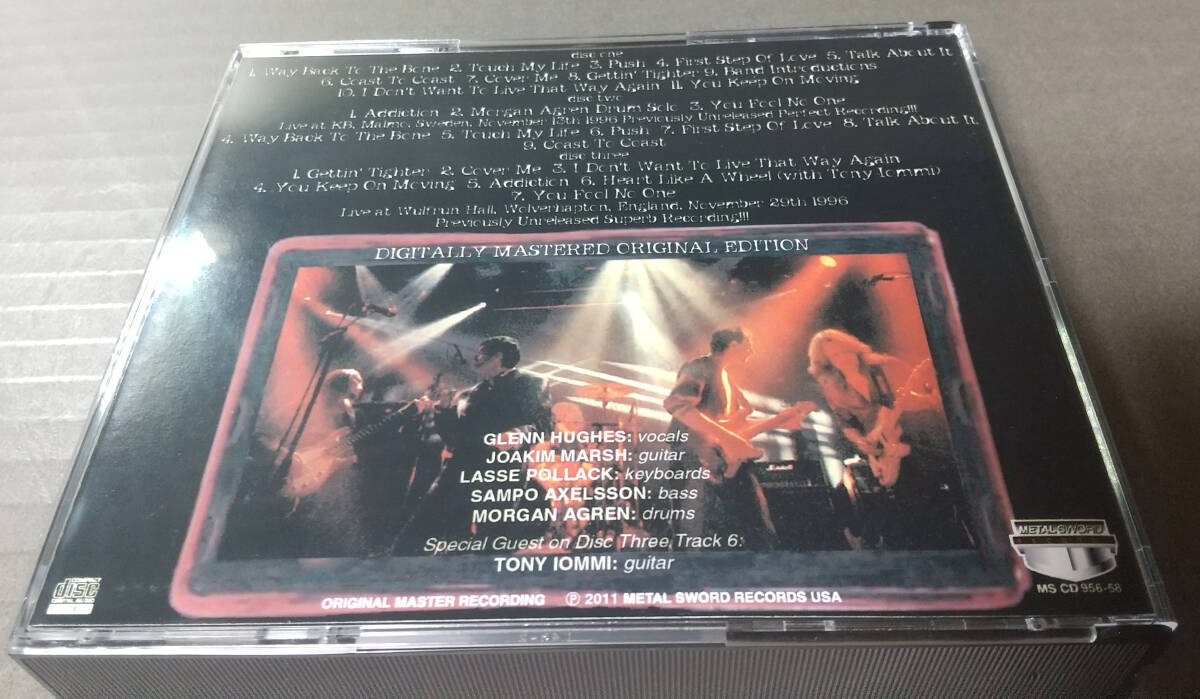 disc one
1. Way Back To The Bone 2. Touch My Life 3. Push 4. First Step Of Love 5. Talk About It
6. Coast To Coast 7. Cover Me 8. Gettin' Tighter 9. Band Introductions
10. I Don't Want To Live That Way Again 11. You Keep On Moving
disc two
1. Addiction 2. Morgan Agren Drum Solo 3. You Fool No One
Live at KB, Malmo, Sweden, November 13th 1996 Previously Unreleased Perfect Recording!!!
4. Way Back To The Bone 5. Touch My Life 6. Push 7. First Step Of Love 8. Talk About It
9. Coast To Coast
disc three
1. Gettin' Tighter 2. Cover Me 3. I Don't Want To Live That Way Again
4. You Keep On Moving 5. Addiction 6. Heart Like A Wheel (with Tony Iommi)
7. You Fool No One
Live at Wulfrun Hall, Wolverhapton, England, November 29th 1996
Previously Unreleased Superb Recording!!!
DIGITALLY MASTERED ORIGINAL EDITION
GLENN HUGHES: vocals
JOAKIM MARSH: guitar
LASSE POLLACK: keyboards
SAMPO AXELSSON: bass
MORGAN AGREN: drums
Special Guest on Disc Three Track 6:
TONY IOMMI: guitar
METAL SWORD
MS CD 956-58
COMPACT
disc
DIGITAL AUDIO
ORIGINAL MASTER RECORDING ℗ 2011 METAL SWORD RECORDS USA